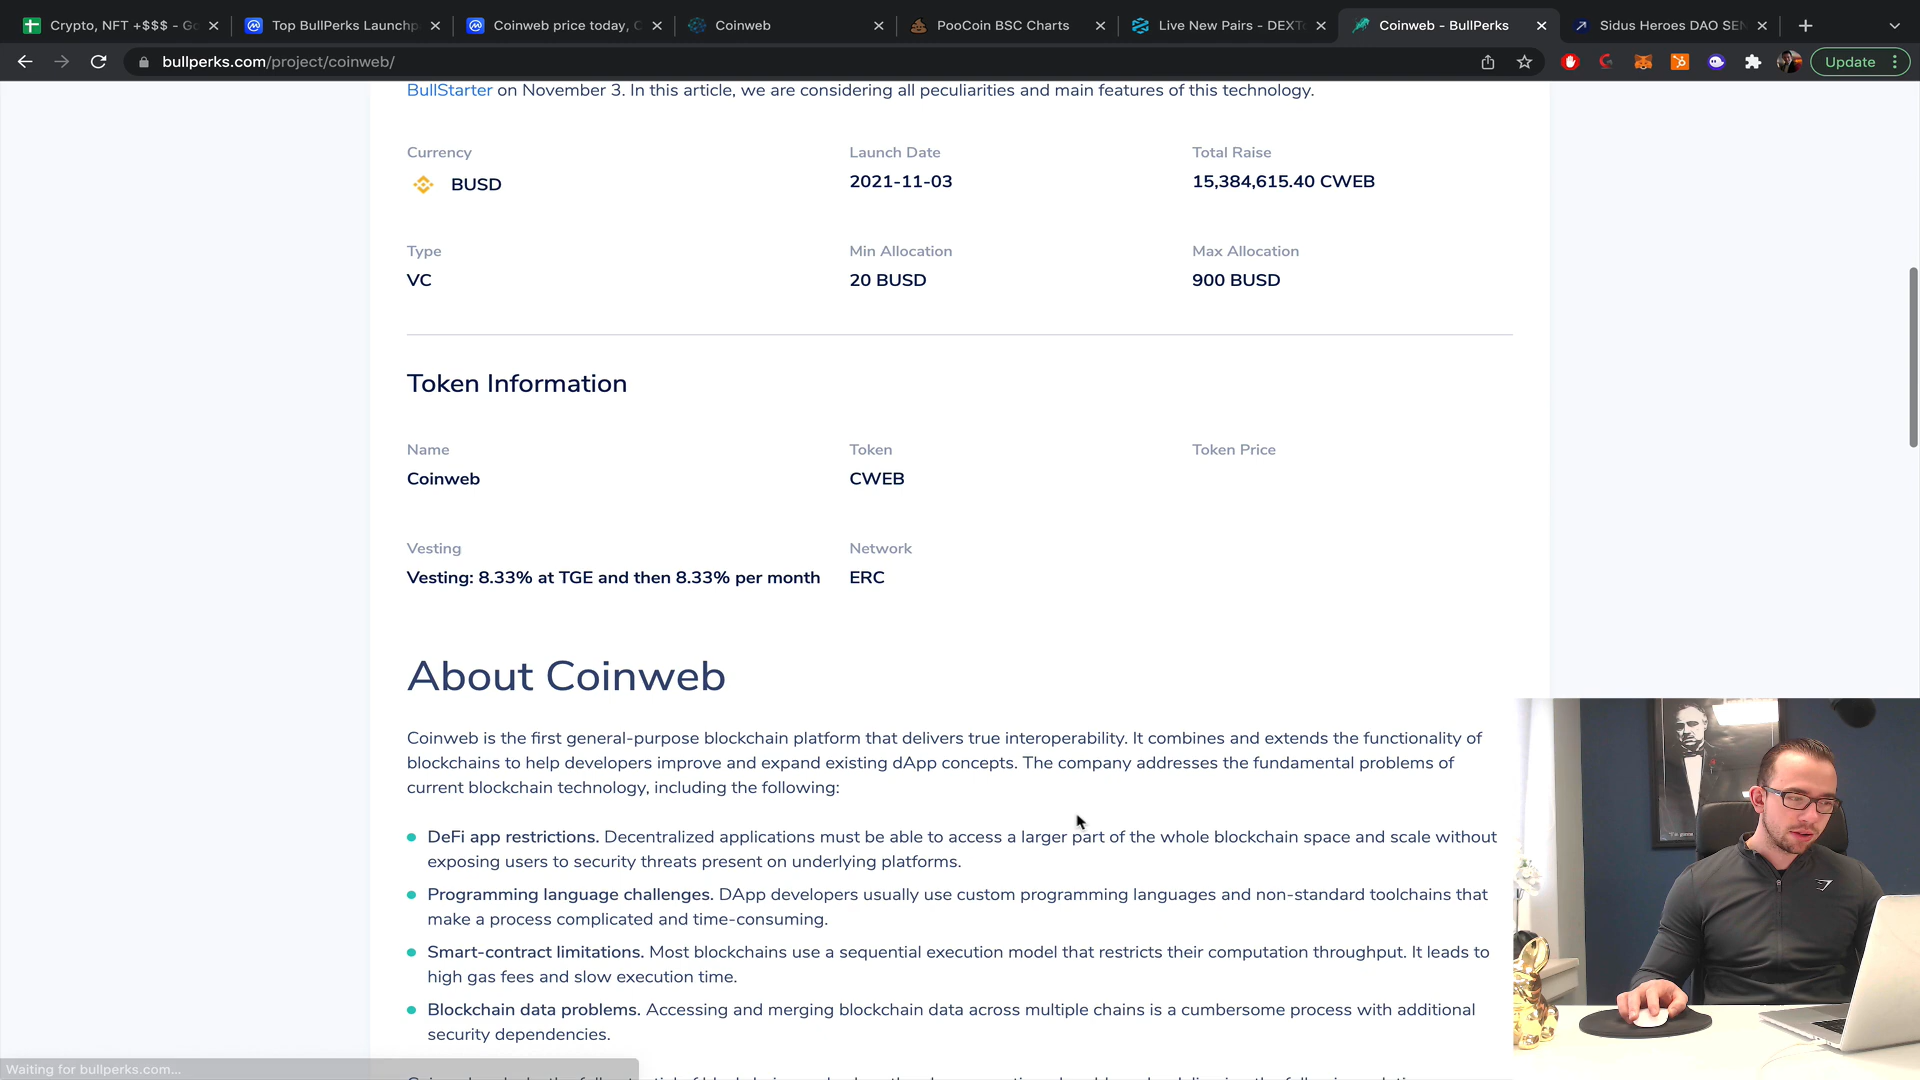 Crypto, NFT +$$$ - Go
Top BullPerks Launchp
Coinweb price today, C
Coinweb
PooCoin BSC Charts
Live New Pairs - DEXT
Coinweb - BullPerks
Sidus Heroes DAO SEN
bullperks.com/project/coinweb/
Update
BullStarter on November 3. In this article, we are considering all peculiarities and main features of this technology.
Currency
Launch Date
Total Raise
BUSD
2021-11-03
15,384,615.40 CWEB
Type
Min Allocation
Max Allocation
VC
20 BUSD
900 BUSD
Token Information
Name
Token
Token Price
Coinweb
CWEB
Vesting
Network
Vesting: 8.33% at TGE and then 8.33% per month
ERC
About Coinweb
Coinweb is the first general-purpose blockchain platform that delivers true interoperability. It combines and extends the functionality of
blockchains to help developers improve and expand existing dApp concepts. The company addresses the fundamental problems of
current blockchain technology, including the following:
DeFi app restrictions. Decentralized applications must be able to access a larger part of the whole blockchain space and scale without
exposing users to security threats present on underlying platforms.
Programming language challenges. DApp developers usually use custom programming languages and non-standard toolchains that
make a process complicated and time-consuming.
Smart-contract limitations. Most blockchains use a sequential execution model that restricts their computation throughput. It leads to
high gas fees and slow execution time.
Blockchain data problems. Accessing and merging blockchain data across multiple chains is a cumbersome process with additional
security dependencies.
Waiting for bullperks.com...